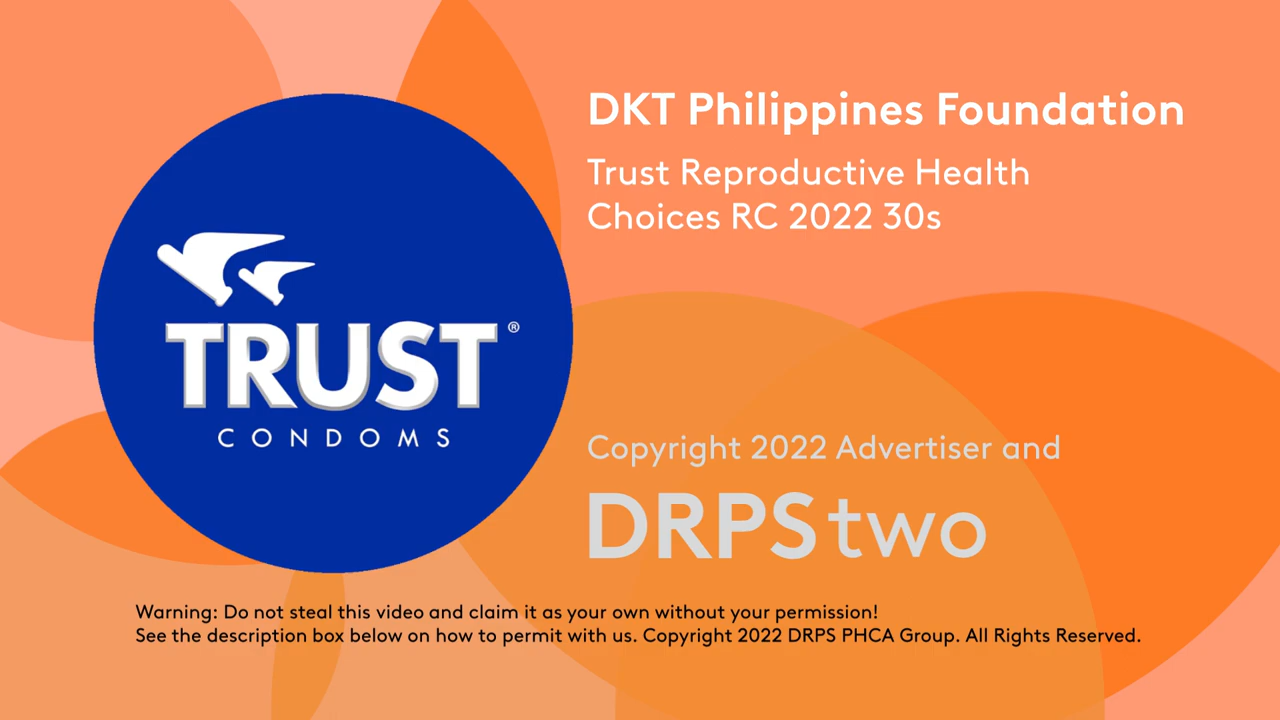 TRUST®
CONDOMS
DKT Philippines Foundation
Trust Reproductive Health
Choices RC 2022 30s
Copyright 2022 Advertiser and
DRPS two
Warning: Do not steal this video and claim it as your own without your permission!
See the description box below on how to permit with us. Copyright 2022 DRPS PHCA Group. All Rights Reserved.